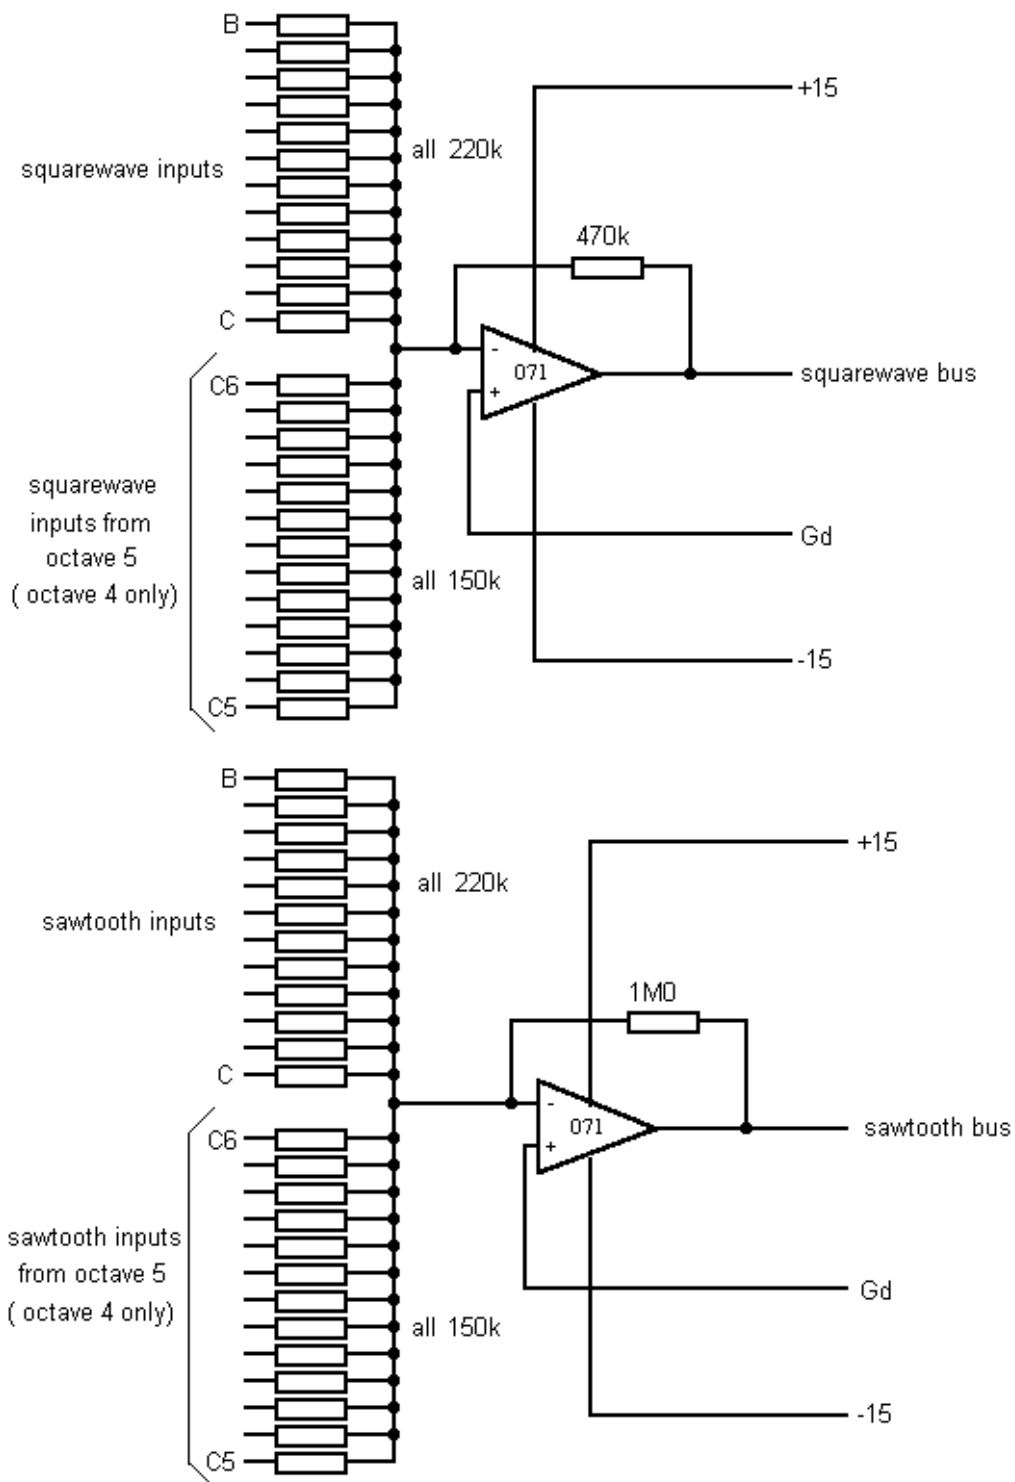 B
+15
all 220k
squarewave inputs
470k
C
-
071
+
squarewave bus
C6
squarewave
inputs from
octave 5
( octave 4 only)
Gd
all 150k
-15
C5
B
+15
all 220k
sawtooth inputs
1M0
C
-
071
+
sawtooth bus
C6
sawtooth inputs
from octave 5
( octave 4 only)
Gd
all 150k
-15
C5